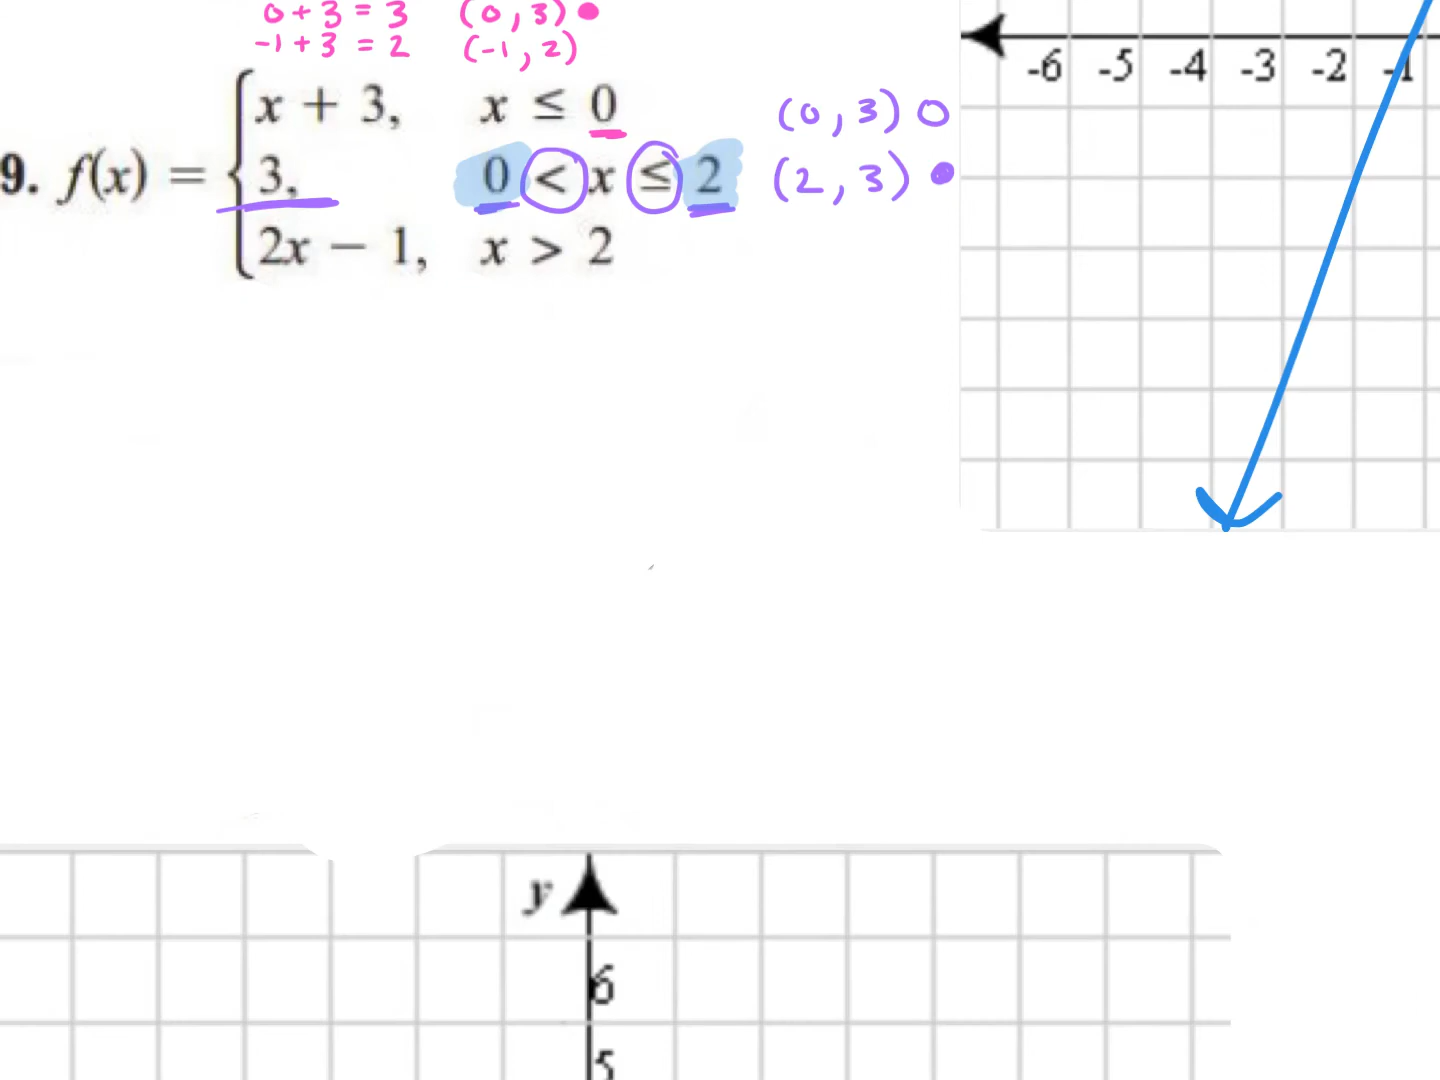 0 + 3 = 3 (0, 3)
-1 + 3 = 2 (-1, 2)
9. f(x) = { x + 3, x ≤ 0
3, 0 < x ≤ 2
2x − 1, x > 2
(0, 3)
(2, 3)
-6 -5 -4 -3 -2 -1
y
6
5